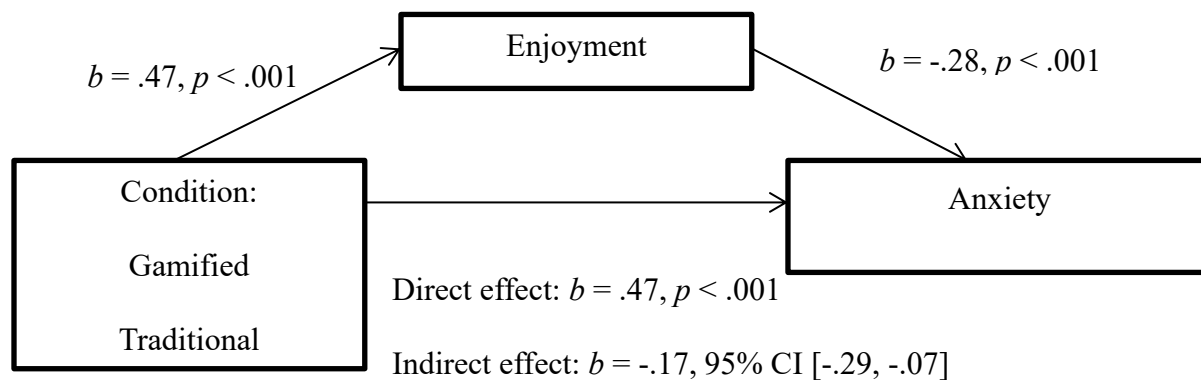 Enjoyment
b = .47, p < .001
b = -.28, p < .001
Condition:
Gamified
Traditional
Anxiety
Direct effect: b = .47, p < .001
Indirect effect: b = -.17, 95% CI [-.29, -.07]